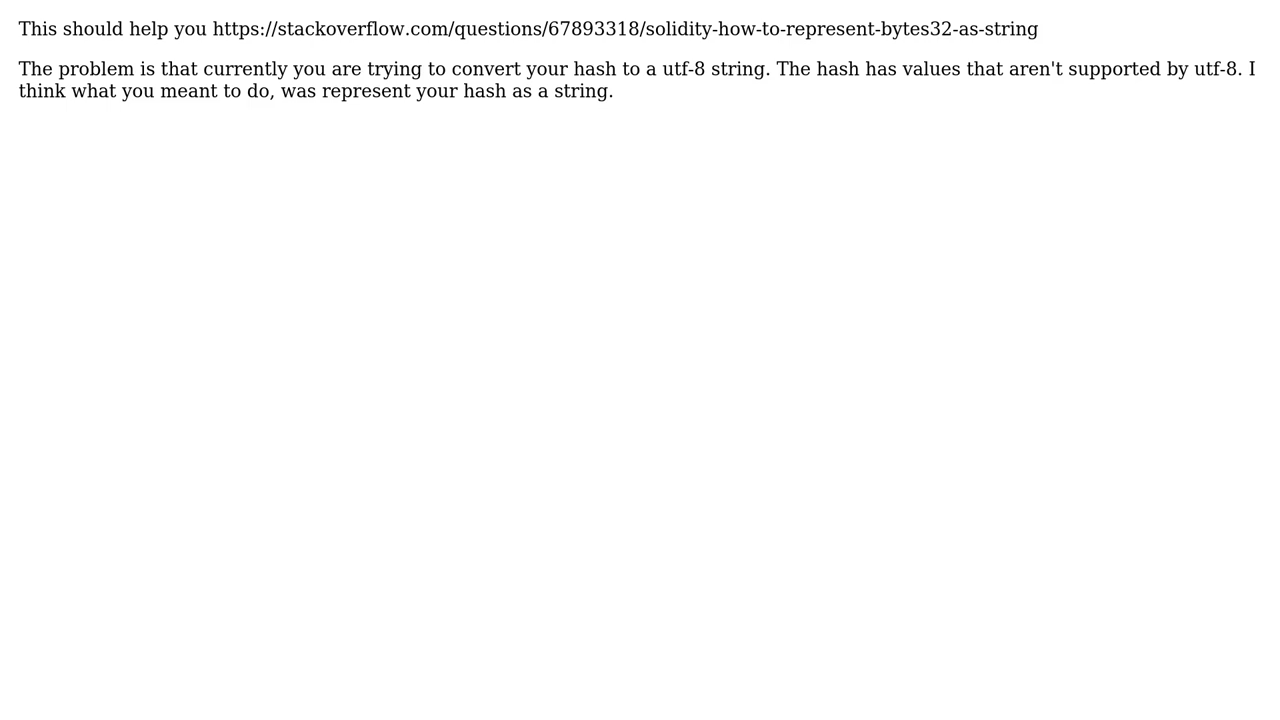 This should help you https://stackoverflow.com/questions/67893318/solidity-how-to-represent-bytes32-as-string
The problem is that currently you are trying to convert your hash to a utf-8 string. The hash has values that aren't supported by utf-8. I
think what you meant to do, was represent your hash as a string.